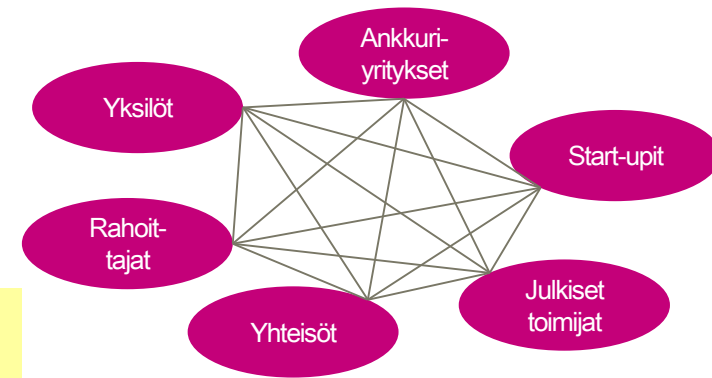 Ankkuri-
yritykset
Yksilöt
Start-upit
Rahoit-
tajat
Julkiset
toimijat
Yhteisöt